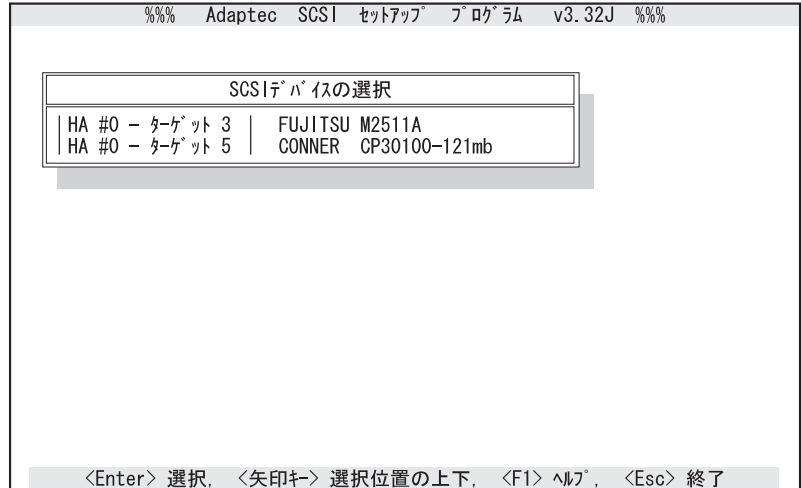 %%% Adaptec SCSI ｾｯﾄｱｯﾌﾟ ﾌﾟﾛｸﾞﾗﾑ v3.32J %%%
SCSIﾃﾞﾊﾞｲｽの選択
|HA #0 − ﾀｰｹﾞｯﾄ 3 | FUJITSU M2511A
|HA #0 − ﾀｰｹﾞｯﾄ 5 | CONNER CP30100−121mb
<Enter> 選択, <矢印ｷｰ> 選択位置の上下, <F1> ﾍﾙﾌﾟ, <Esc> 終了